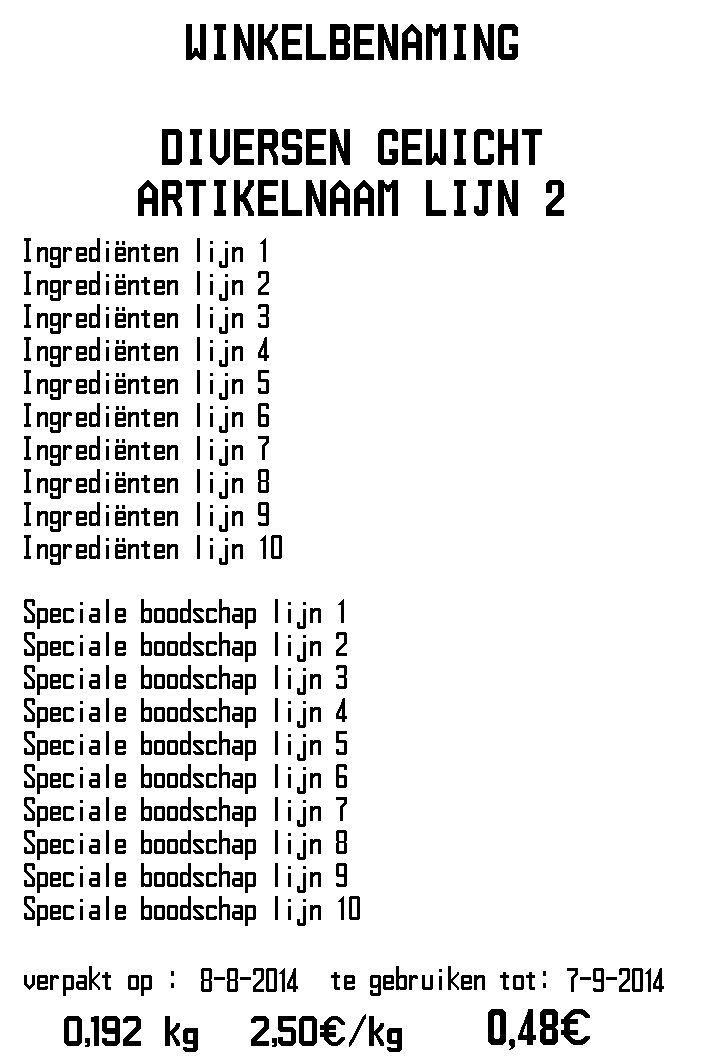 WINKELBENAMING
DIVERSEN GEWICHT
ARTIKELNAAM LIJN 2
Ingrediënten lijn 1
Ingrediënten lijn 2
Ingrediënten lijn 3
Ingrediënten lijn 4
Ingrediënten lijn 5
Ingrediënten lijn 6
Ingrediënten lijn 7
Ingrediënten lijn 8
Ingrediënten lijn 9
Ingrediënten lijn 10
Speciale boodschap lijn 1
Speciale boodschap lijn 2
Speciale boodschap lijn 3
Speciale boodschap lijn 4
Speciale boodschap lijn 5
Speciale boodschap lijn 6
Speciale boodschap lijn 7
Speciale boodschap lijn 8
Speciale boodschap lijn 9
Speciale boodschap lijn 10
verpakt op : 8-8-2014 te gebruiken tot: 7-9-2014
0,192 kg 2,50€/kg 0,48€